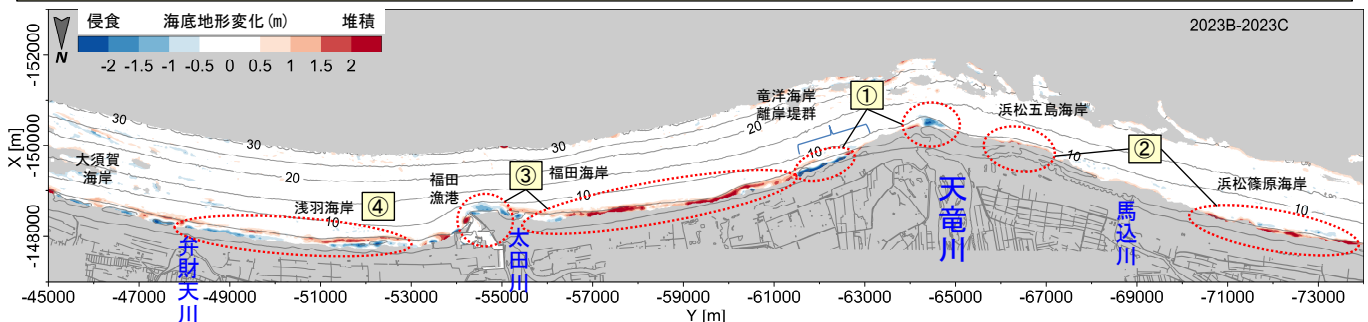 侵食 海底地形変化(m) 堆積
-2 -1.5 -1 -0.5 0 0.5 1 1.5 2
N
2023B-2023C
X [m]
-152000
-150000
-148000
30
30
30
20
20
10
10
10
10
10
大須賀
海岸
浅羽海岸
④
福田
漁港
③
福田海岸
竜洋海岸
離岸堤群
①
浜松五島海岸
②
浜松篠原海岸
弁財天川
太田川
天竜川
馬込川
-45000 -47000 -49000 -51000 -53000 -55000 -57000 -59000 -61000 -63000 -65000 -67000 -69000 -71000 -73000
Y [m]